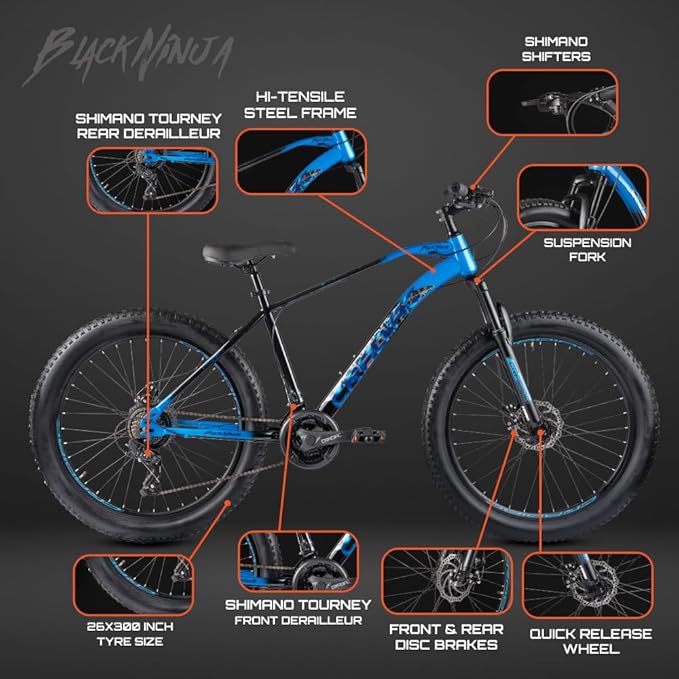 BLACKNINJA
SHIMANO
SHIFTERS
HI-TENSILE
STEEL FRAME
SHIMANO TOURNEY
REAR DERAILLEUR
SUSPENSION
FORK
CRADIAC
26X300 INCH
TYRE SIZE
SHIMANO TOURNEY
FRONT DERAILLEUR
FRONT & REAR
DISC BRAKES
QUICK RELEASE
WHEEL